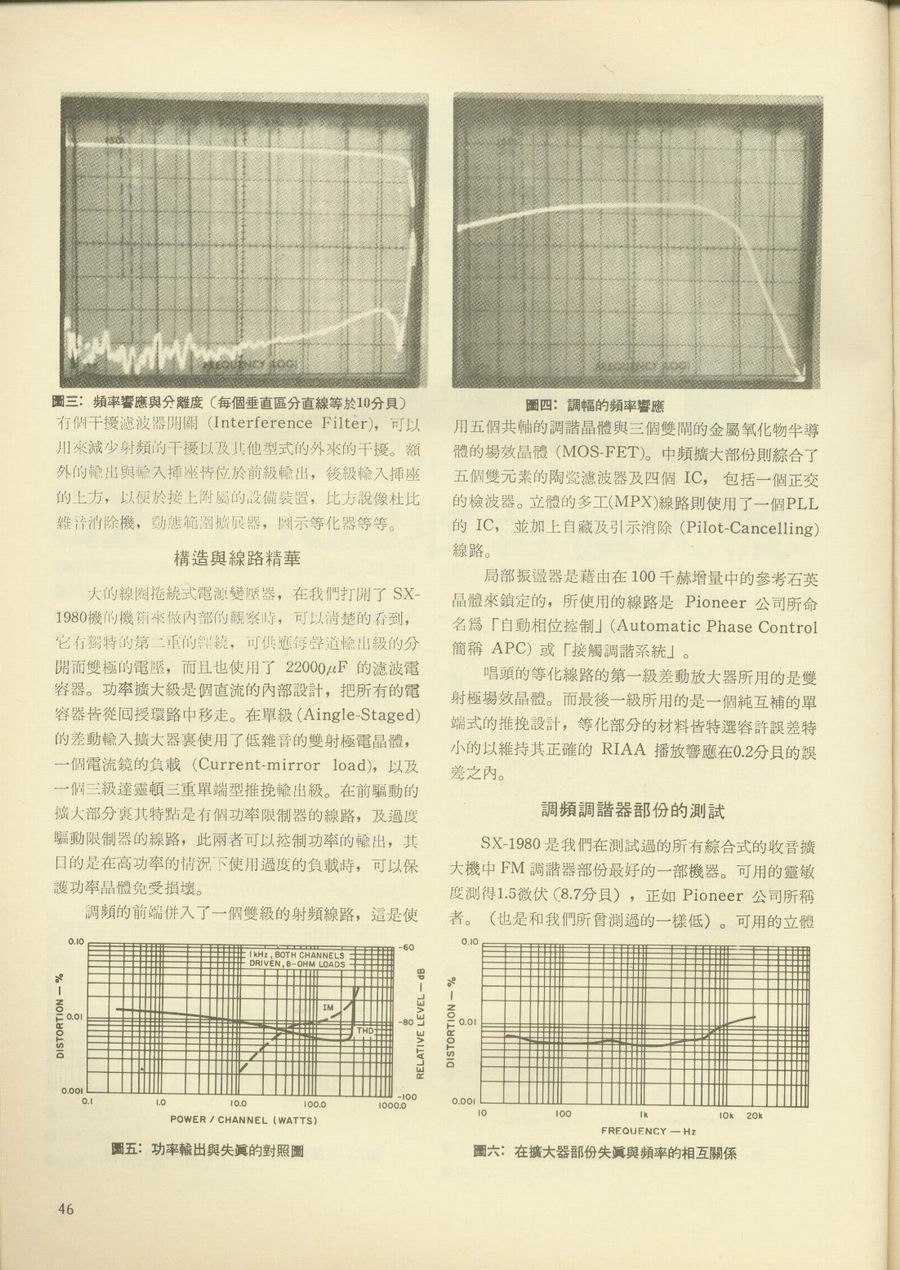 圖三：頻率響應與分離度（每個垂直區分直線等於10分貝）
有個干擾濾波器開關 (Interference Filter)，可以
用來減少射頻的干擾以及其他型式的外來的干擾。額
外的輸出與輸入插座皆位於前級輸出，後級輸入插座
的上方，以便於接上附屬的設備裝置，比方說像杜比
雜音消除機，動態範圍擴展器，圖示等化器等等。
構造與線路精華
大的線圈捲繞式電源變壓器，在我們打開了 SX-
1980機的機箱來做內部的觀察時，可以清楚的看到，
它有獨特的第二重的繞，可供應每聲道輸出級的分
開而雙極的電壓，而且也使用了 22000μF 的濾波電
容器。功率擴大級是個直流的內部設計，把所有的電
容器皆從囘授環路中移走。在單級 (Aingle-Staged)
的差動輸入擴大器裏使用了低雜音的雙射極電晶體，
一個電流鏡的負載 (Current-mirror load)，以及
一個三級達靈頓三重單端型推挽輸出級。在前驅動的
擴大部分裏其特點是有個功率限制器的線路，及過度
驅動限制器的線路，此兩者可以控制功率的輸出，其
目的是在高功率的情況下使用過度的負載時，可以保
護功率晶體免受損壞。
調頻的前端併入了一個雙級的射頻線路，這是使
0.10
0.01
0.001
DISTORTION — %
1kHz, BOTH CHANNELS
DRIVEN, 8-OHM LOADS
IM
THD
-60
-80
-100
RELATIVE LEVEL — dB
0.1 1.0 10.0 100.0 1000.0
POWER / CHANNEL (WATTS)
圖五：功率輸出與失眞的對照圖
46
FREQUENCY (LOG)
圖四：調幅的頻率響應
用五個共軸的調諧晶體與三個雙閘的金屬氧化物半導
體的場效晶體 (MOS-FET)。中頻擴大部份則綜合了
五個雙元素的陶瓷濾波器及四個 IC， 包括一個正交
的檢波器。立體的多工(MPX)線路則使用了一個PLL
的 IC， 並加上自藏及引示消除 (Pilot-Cancelling)
線路。
局部振盪器是藉由在 100 千赫增量中的參考石英
晶體來鎖定的，所使用的線路是 Pioneer 公司所命
名爲「自動相位控制」(Automatic Phase Control
簡稱 APC) 或「接觸調諧系統」。
唱頭的等化線路的第一級差動放大器所用的是雙
射極場效晶體。而最後一級所用的是一個純互補的單
端式的推挽設計，等化部分的材料皆特選容許誤差特
小的以維持其正確的 RIAA 播放響應在0.2分貝的誤
差之內。
調頻調諧器部份的測試
SX-1980 是我們在測試過的所有綜合式的收音擴
大機中 FM 調諧器部份最好的一部機器。可用的靈敏
度測得1.5微伏（8.7分貝），正如 Pioneer 公司所稱
者。（也是和我們所曾測過的一樣低）。可用的立體
0.10
0.01
0.001
DISTORTION — %
10 100 1k 10k 20k
FREQUENCY — Hz
圖六：在擴大器部份失眞與頻率的相互關係